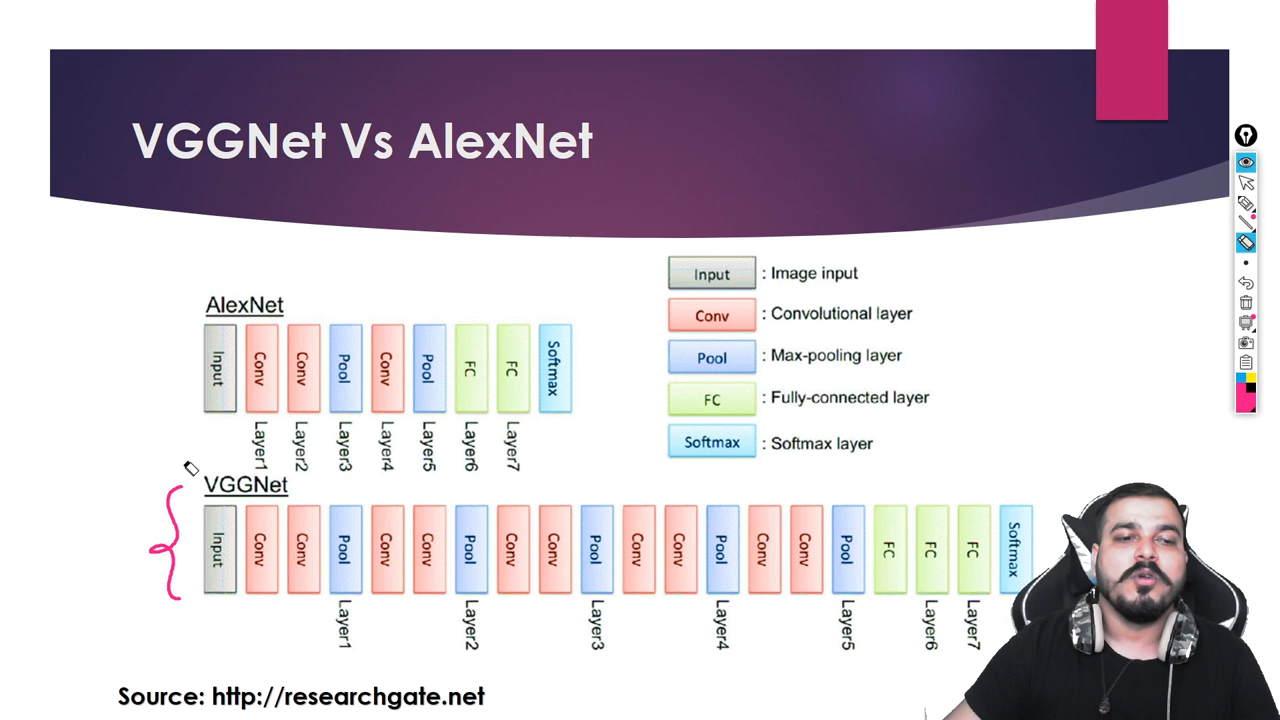 VGGNet Vs AlexNet
AlexNet
Input Conv Conv Pool Conv Pool FC FC Softmax
Layer1 Layer2 Layer3 Layer4 Layer5 Layer6 Layer7
Input : Image input
Conv : Convolutional layer
Pool : Max-pooling layer
FC : Fully-connected layer
Softmax : Softmax layer
VGGNet
Input Conv Conv Pool Conv Conv Pool Conv Conv Pool Conv Conv Pool Conv Conv Pool FC FC FC Softmax
Layer1 Layer2 Layer3 Layer4 Layer5 Layer6 Layer7
Source: http://researchgate.net